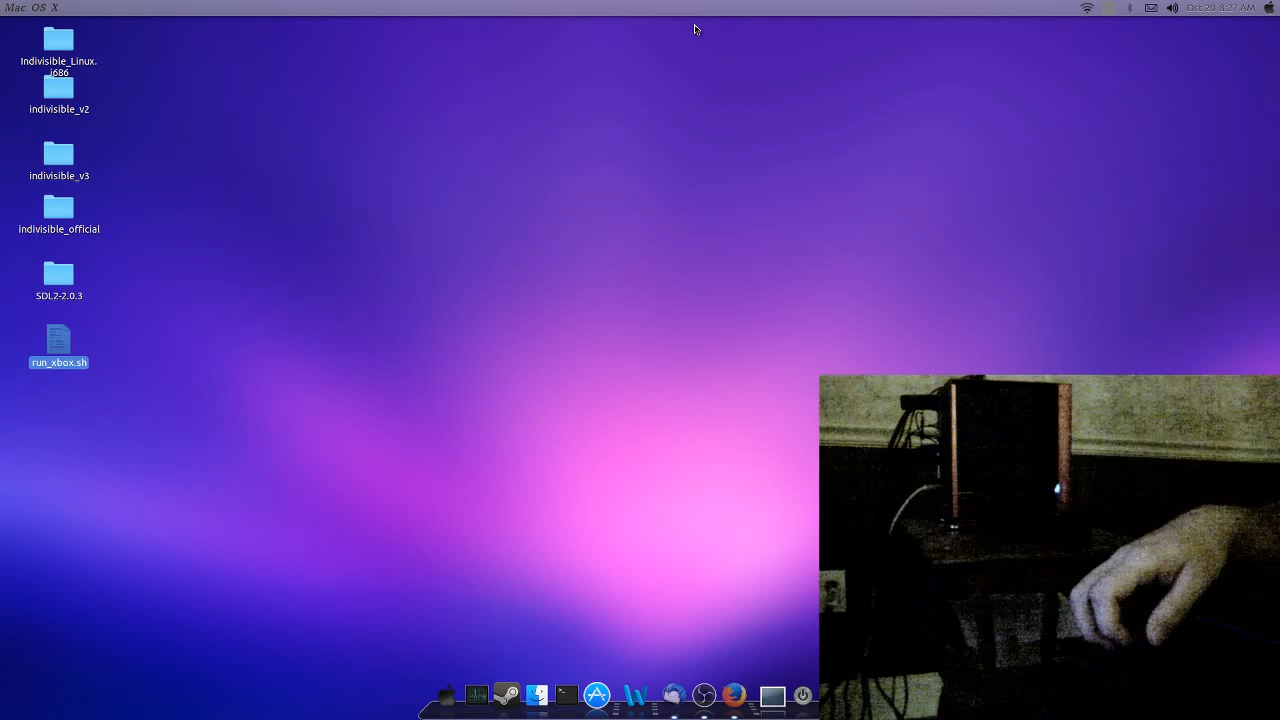 Mac OS X
Oct 20 8:27 AM
Indivisible_Linux.
i686
indivisible_v2
indivisible_v3
indivisible_official
SDL2-2.0.3
run_xbox.sh